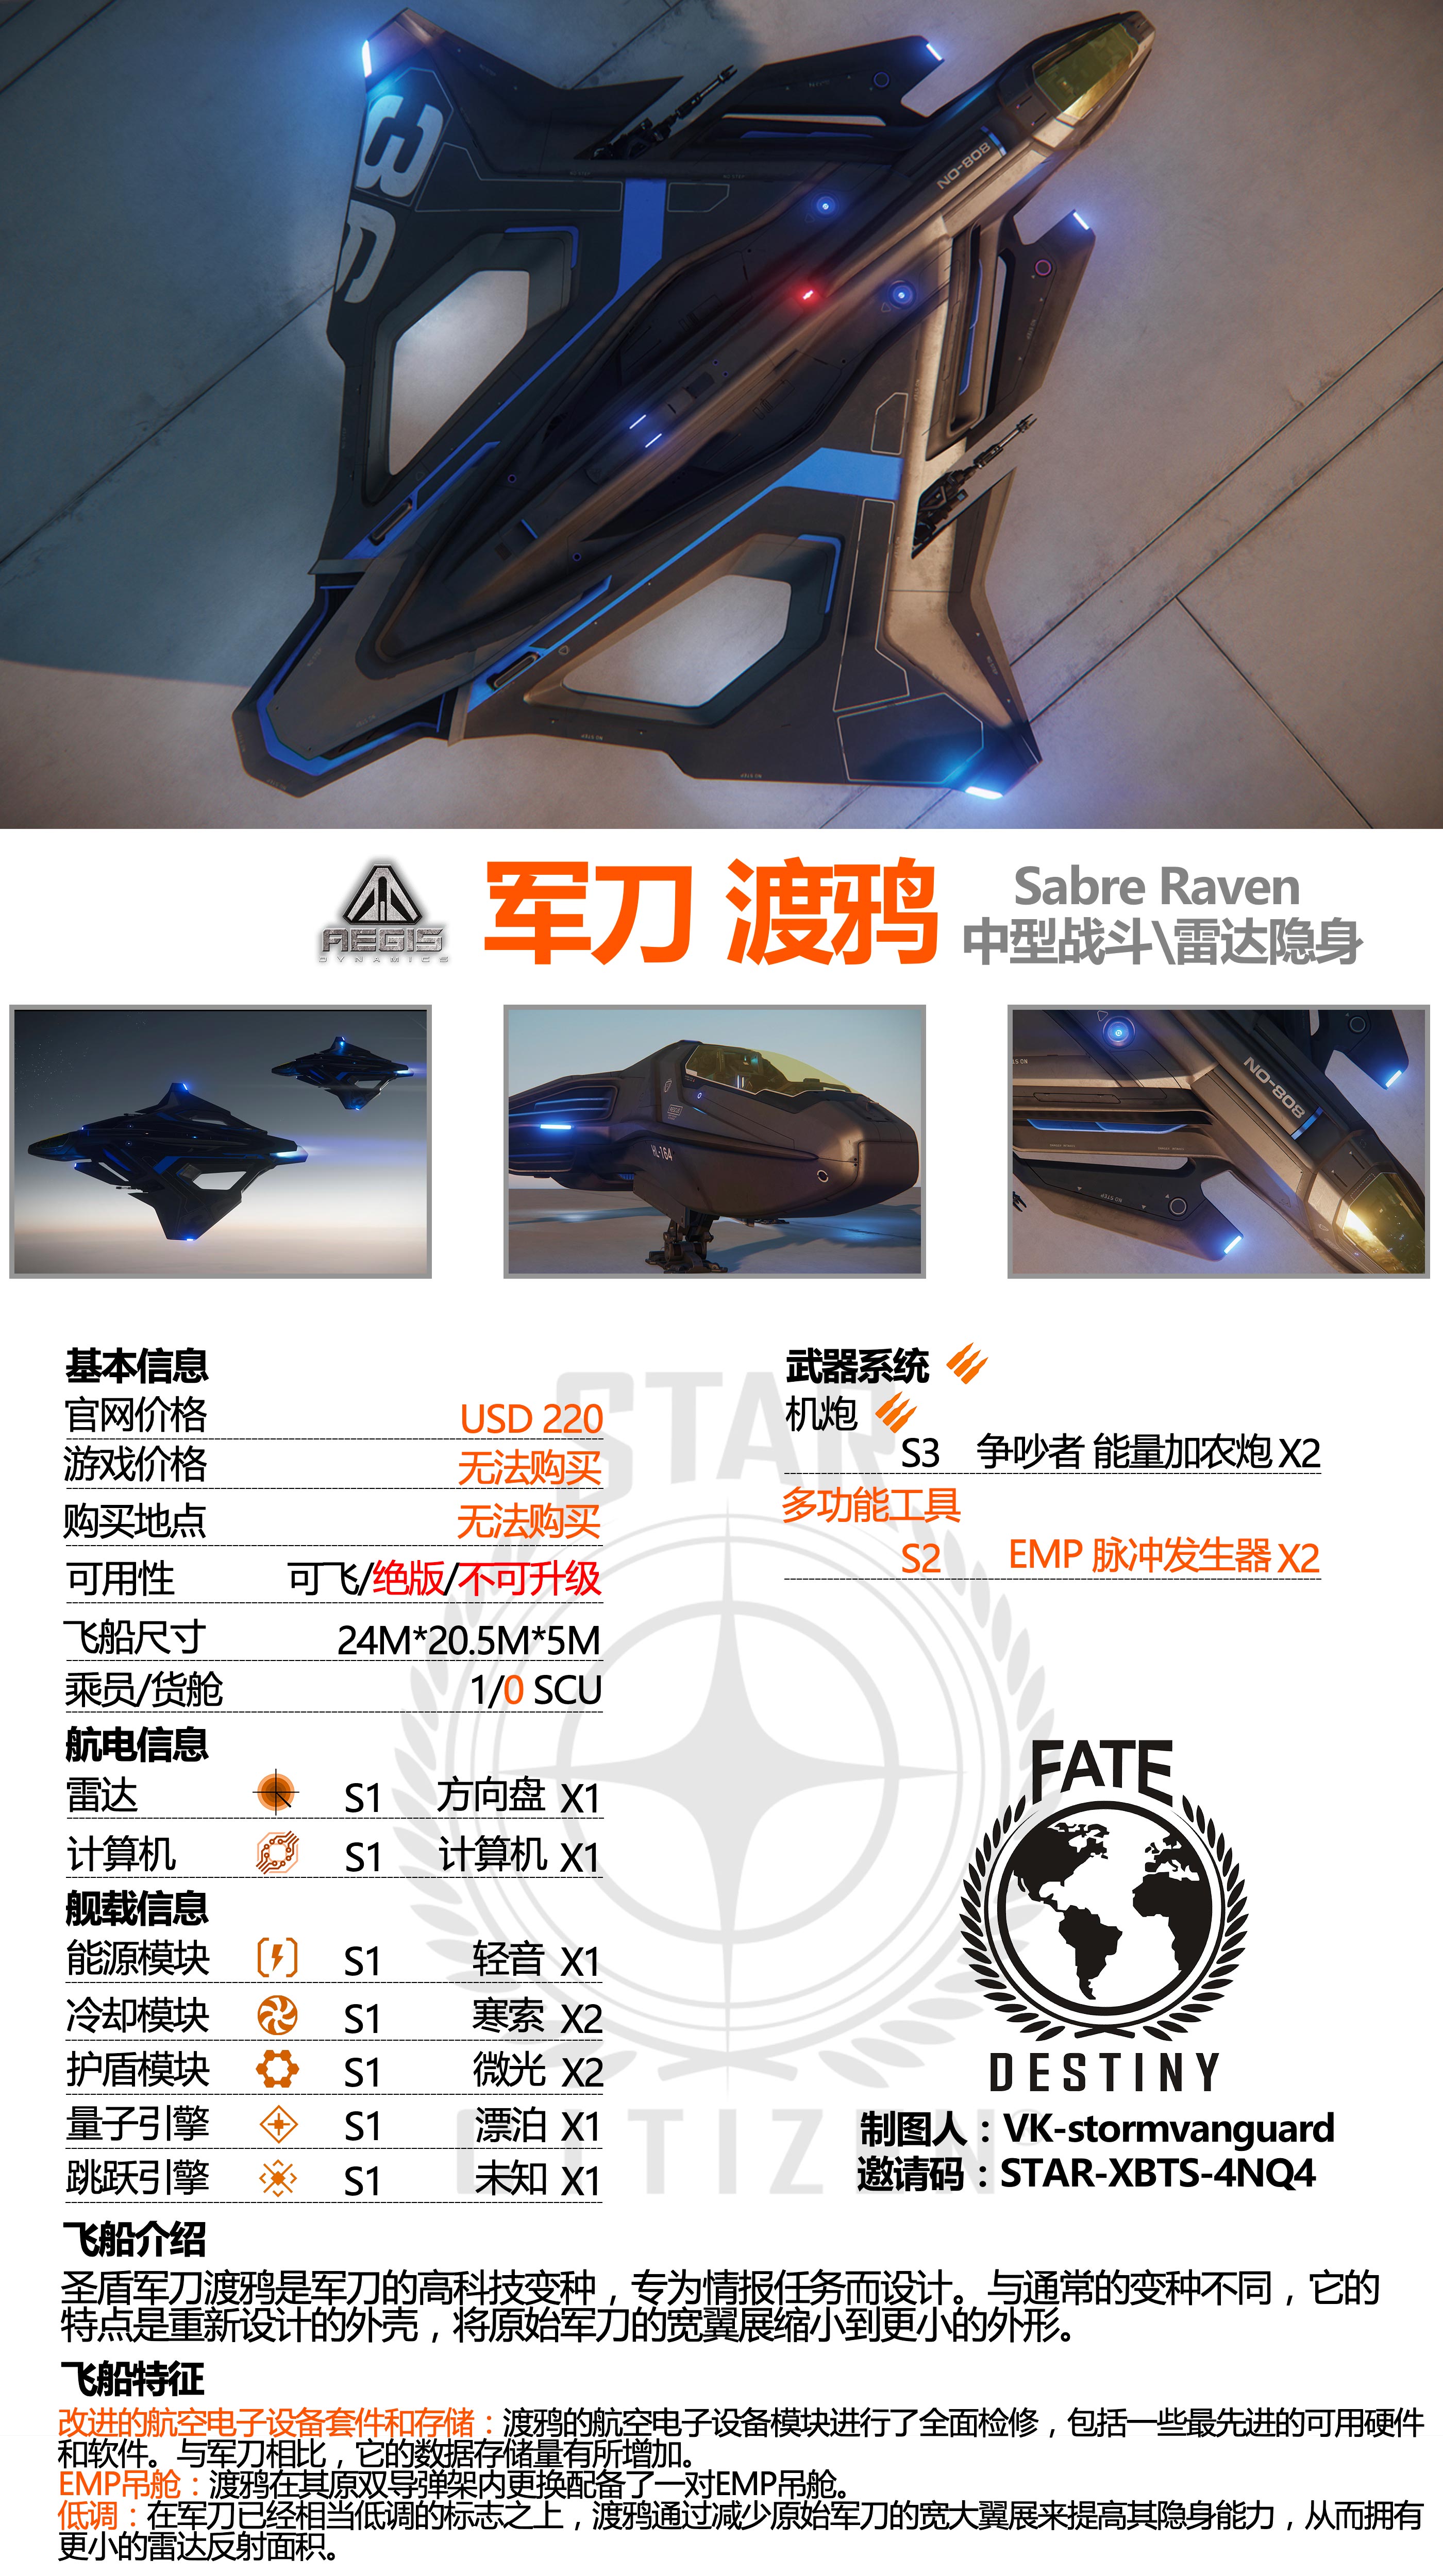 36
NO-808
AEGIS
DYNAMICS
军刀 渡鸦
Sabre Raven
中型战斗\雷达隐身
HL-164
NO-808
NO STEP
基本信息
官网价格 USD 220
游戏价格 无法购买
购买地点 无法购买
可用性 可飞/绝版/不可升级
飞船尺寸 24M*20.5M*5M
乘员/货舱 1/0 SCU
航电信息
雷达 S1 方向盘 X1
计算机 S1 计算机 X1
舰载信息
能源模块 S1 轻音 X1
冷却模块 S1 寒索 X2
护盾模块 S1 微光 X2
量子引擎 S1 漂泊 X1
跳跃引擎 S1 未知 X1
武器系统
机炮
S3 争吵者 能量加农炮 X2
多功能工具
S2 EMP 脉冲发生器 X2
STAR
CITIZEN
FATE
DESTINY
制图人：VK-stormvanguard
邀请码：STAR-XBTS-4NQ4
飞船介绍
圣盾军刀渡鸦是军刀的高科技变种，专为情报任务而设计。与通常的变种不同，它的
特点是重新设计的外壳，将原始军刀的宽翼展缩小到更小的外形。
飞船特征
改进的航空电子设备套件和存储：渡鸦的航空电子设备模块进行了全面检修，包括一些最先进的可用硬件
和软件。与军刀相比，它的数据存储量有所增加。
EMP吊舱：渡鸦在其原双导弹架内更换配备了一对EMP吊舱。
低调：在军刀已经相当低调的标志之上，渡鸦通过减少原始军刀的宽大翼展来提高其隐身能力，从而拥有
更小的雷达反射面积。